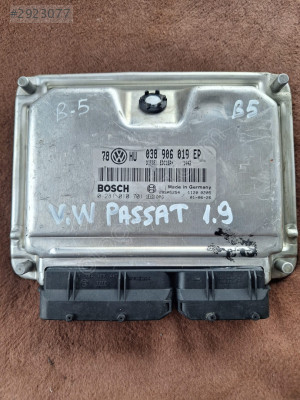 #2923077
B-5
B5
78 HU 038 906 019 EP
BOSCH
Made in Germany
V.W PASSAT 1.9